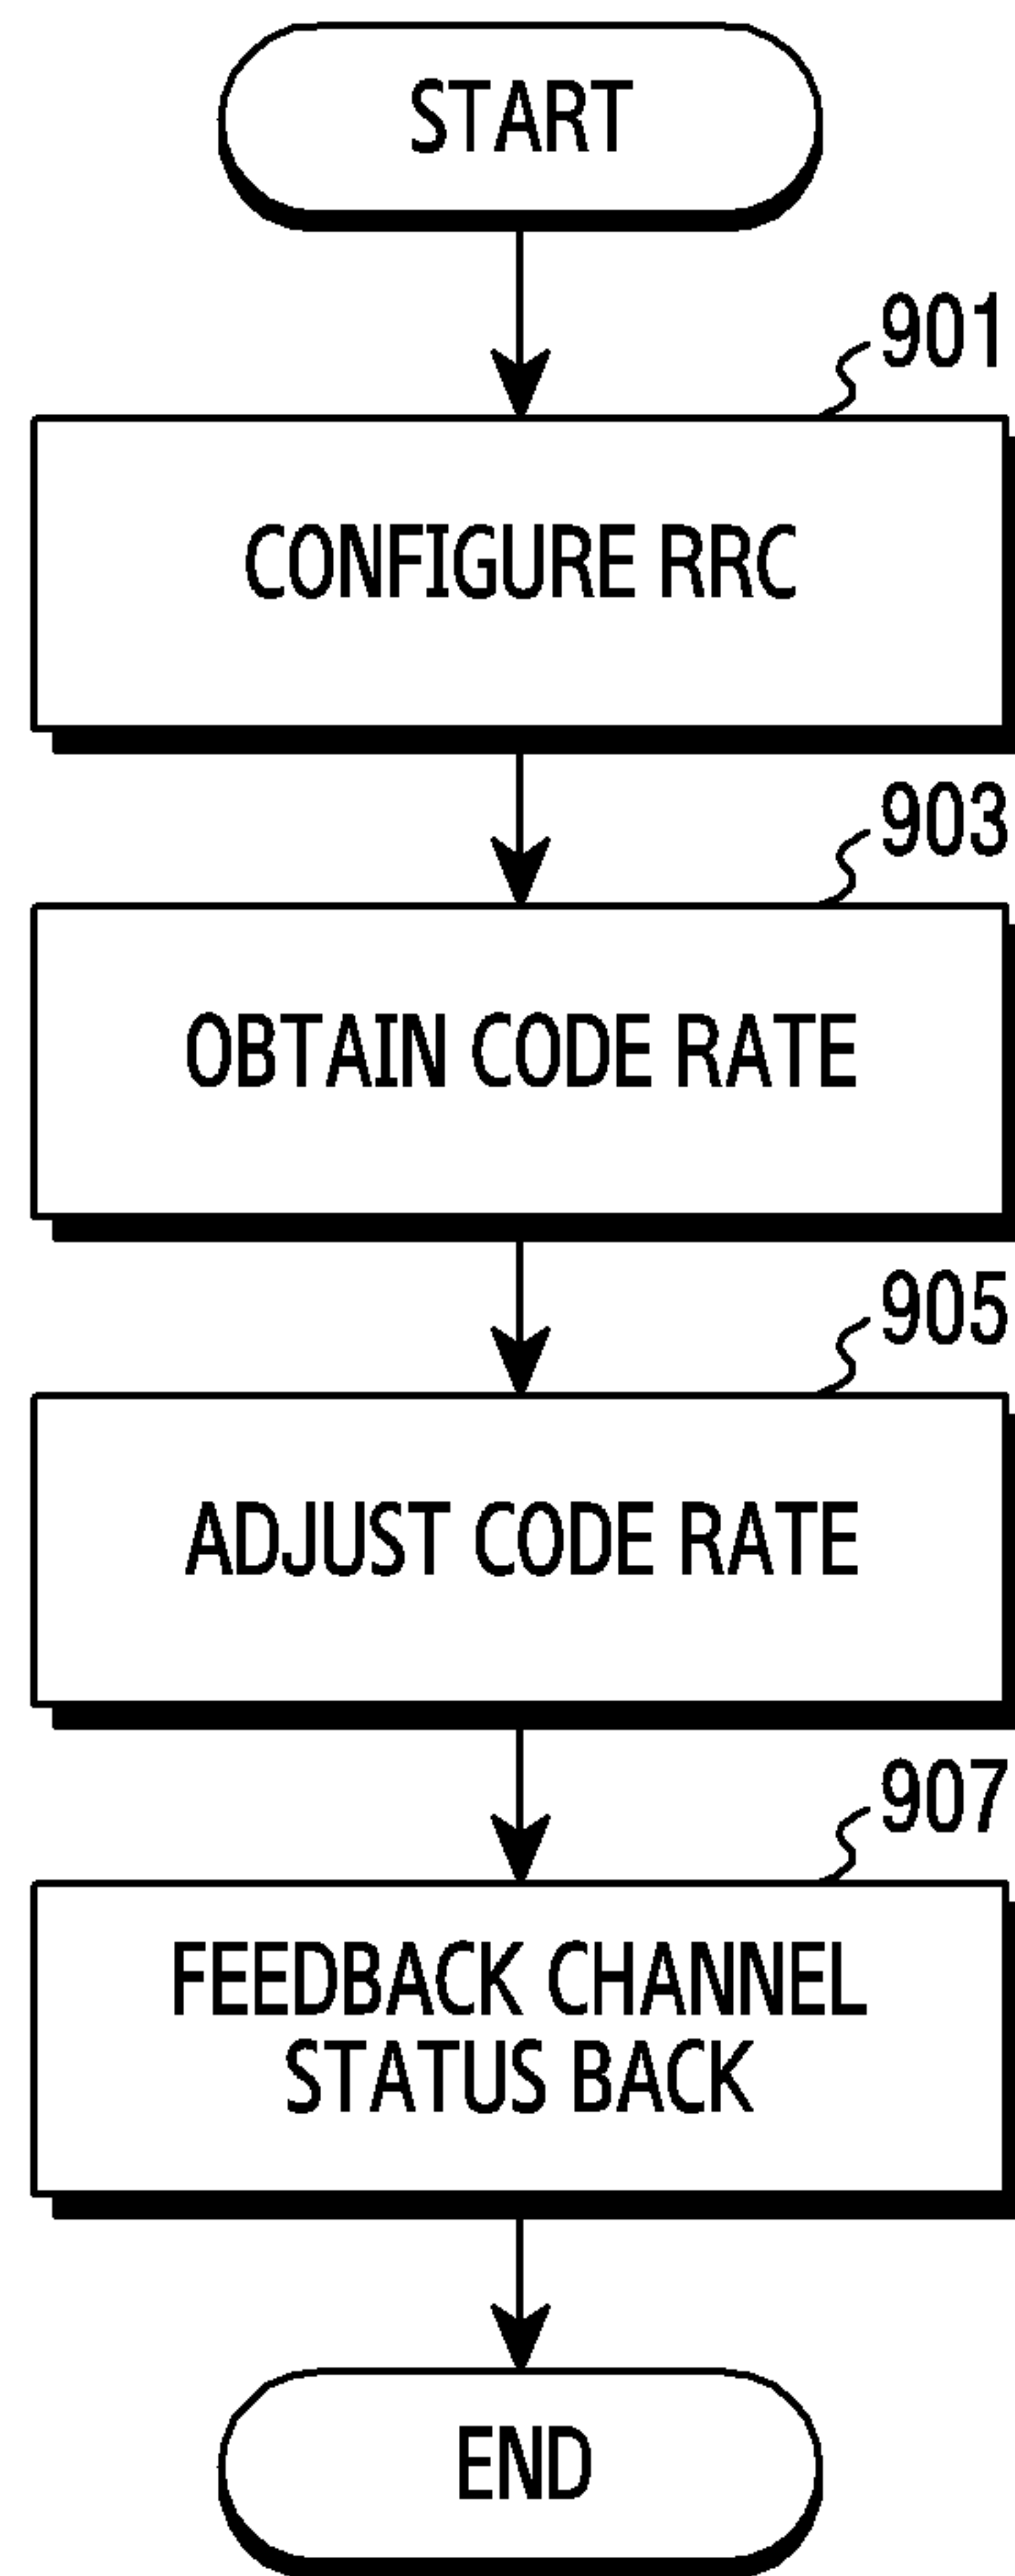 START
901
CONFIGURE RRC
903
OBTAIN CODE RATE
905
ADJUST CODE RATE
907
FEEDBACK CHANNEL
STATUS BACK
END